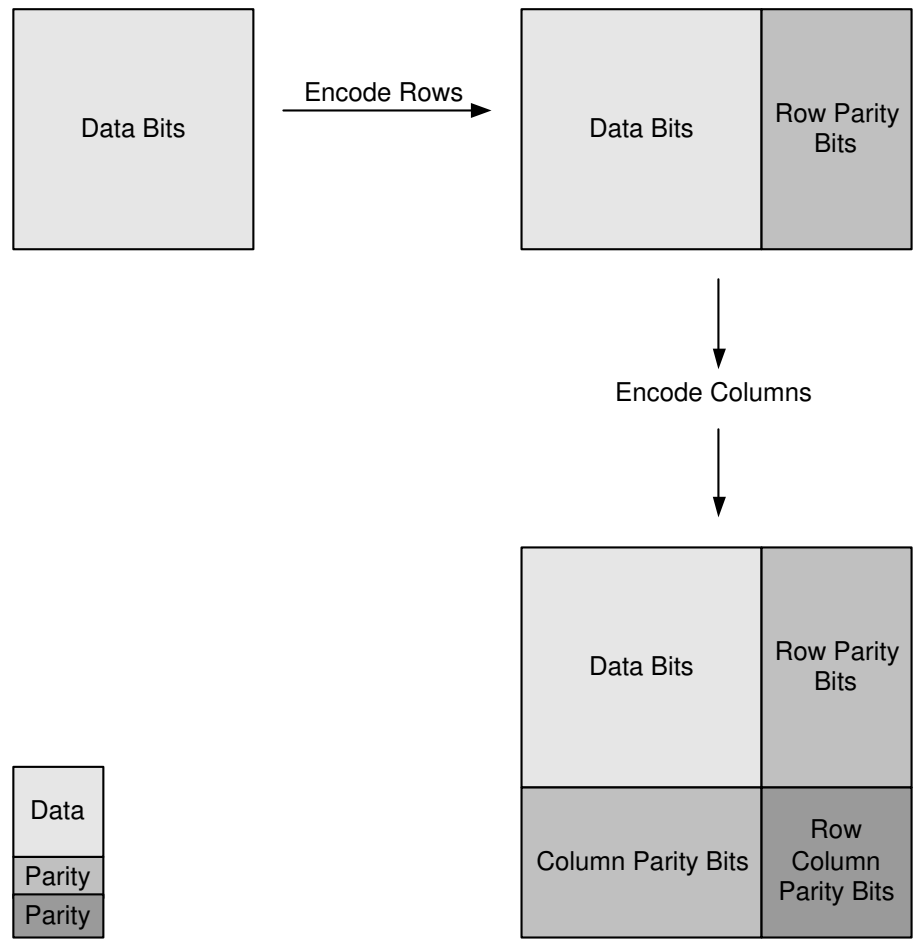 Data Bits
Encode Rows
Data Bits
Row Parity
Bits
Encode Columns
Data Bits
Row Parity
Bits
Column Parity Bits
Row
Column
Parity Bits
Data
Parity
Parity